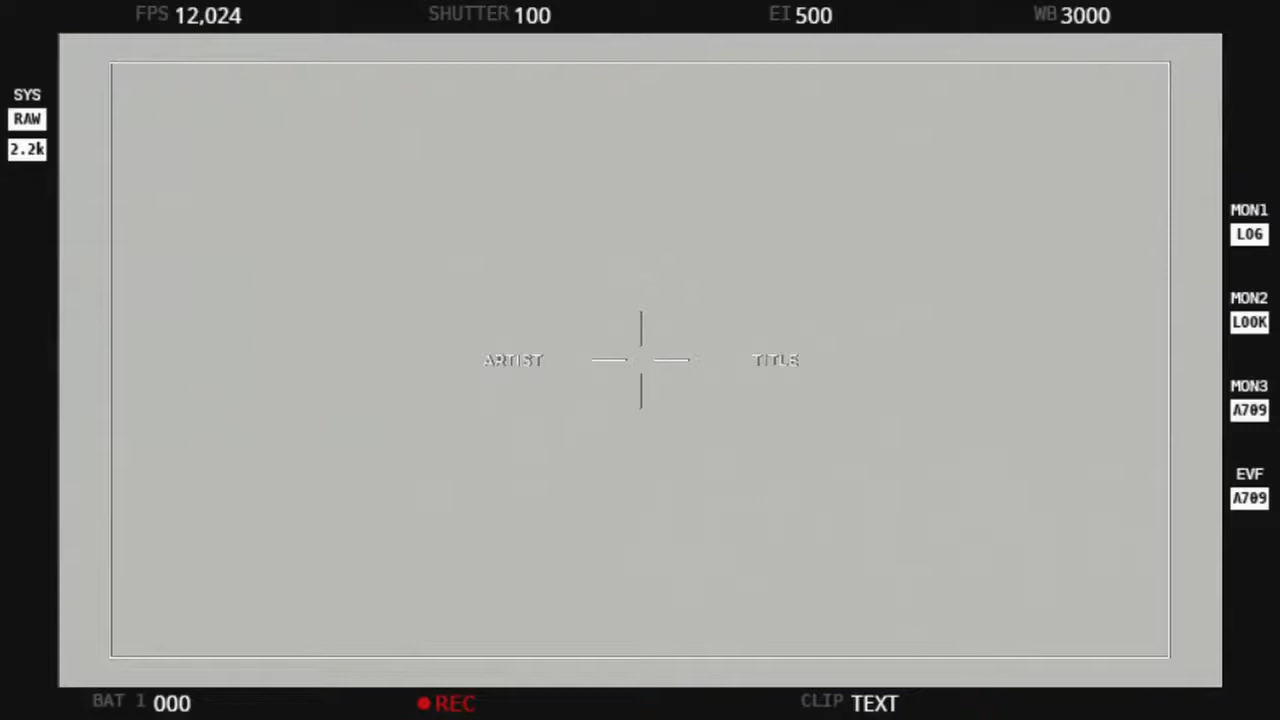 FPS 12,024 SHUTTER 100 EI 500 WB 3000
SYS
RAW
2.2k
MON1
LOG
MON2
LOOK
ARTIST TITLE
MON3
A709
EVF
A709
BAT 1 000 REC CLIP TEXT